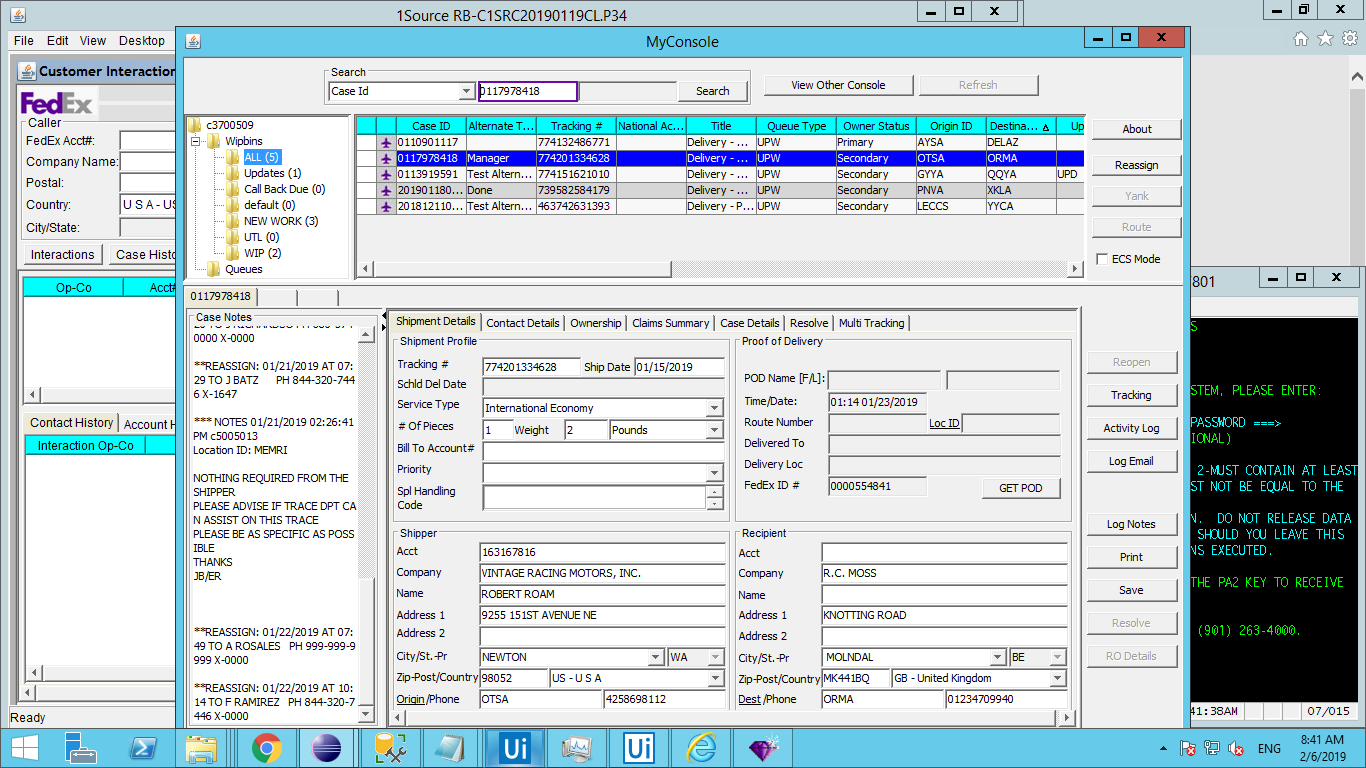 1Source RB-C1SRC20190119CL.P34
File Edit View Desktop
MyConsole
Customer Interaction
FedEx
Caller
FedEx Acct#:
Company Name:
Postal:
Country:
U S A - US
City/State:
Interactions
Case Histo
Op-Co
Acct#
Contact History
Account H
Interaction Op-Co
Ready
Search
Case Id
0117978418
Search
View Other Console
Refresh
c3700509
Wipbins
ALL (5)
Updates (1)
Call Back Due (0)
default (0)
NEW WORK (3)
UTL (0)
WIP (2)
Queues
Case ID Alternate T... Tracking # National Ac... Title Queue Type Owner Status Origin ID Destina... Up
0110901117 774132486771 Delivery - ... UPW Primary AYSA DELAZ
0117978418 Manager 774201334628 Delivery - ... UPW Secondary OTSA ORMA
0113919591 Test Altern... 774151621010 Delivery - ... UPW Secondary GYYA QQYA UPD
201901180... Done 739582584179 Delivery - ... UPW Secondary PNVA XKLA
201812110... Test Altern... 463742631393 Delivery - P... UPW Secondary LECCS YYCA
About
Reassign
Yank
Route
ECS Mode
0117978418
Case Notes
0000 X-0000
**REASSIGN: 01/21/2019 AT 07:
29 TO J BATZ PH 844-320-744
6 X-1647
*** NOTES 01/21/2019 02:26:41
PM c5005013
Location ID: MEMRI
NOTHING REQUIRED FROM THE
SHIPPER
PLEASE ADVISE IF TRACE DPT CA
N ASSIST ON THIS TRACE
PLEASE BE AS SPECIFIC AS POSS
IBLE
THANKS
JB/ER
**REASSIGN: 01/22/2019 AT 07:
49 TO A ROSALES PH 999-999-9
999 X-0000
**REASSIGN: 01/22/2019 AT 10:
14 TO F RAMIREZ PH 844-320-7
446 X-0000
Shipment Details Contact Details Ownership Claims Summary Case Details Resolve Multi Tracking
Shipment Profile
Tracking # 774201334628 Ship Date 01/15/2019
Schld Del Date
Service Type International Economy
# Of Pieces 1 Weight 2 Pounds
Bill To Account#
Priority
Spl Handling
Code
Proof of Delivery
POD Name [F/L]:
Time/Date: 01:14 01/23/2019
Route Number Loc ID
Delivered To
Delivery Loc
FedEx ID # 0000554841
GET POD
Shipper
Acct 163167816
Company VINTAGE RACING MOTORS, INC.
Name ROBERT ROAM
Address 1 9255 151ST AVENUE NE
Address 2
City/St.-Pr NEWTON WA
Zip-Post/Country 98052 US - U S A
Origin/Phone OTSA 4258698112
Recipient
Acct
Company R.C. MOSS
Name
Address 1 KNOTTING ROAD
Address 2
City/St.-Pr MOLNDAL BE
Zip-Post/Country MK441BQ GB - United Kingdom
Dest /Phone ORMA 01234709940
Reopen
Tracking
Activity Log
Log Email
Log Notes
Print
Save
Resolve
RO Details
801
S
STEM, PLEASE ENTER:
PASSWORD ===>
IONAL)
2-MUST CONTAIN AT LEAST
ST NOT BE EQUAL TO THE
N. DO NOT RELEASE DATA
SHOULD YOU LEAVE THIS
NS EXECUTED.
THE PA2 KEY TO RECEIVE
(901) 263-4000.
41:38AM
07/015
Ui
Ui
ENG
8:41 AM
2/6/2019